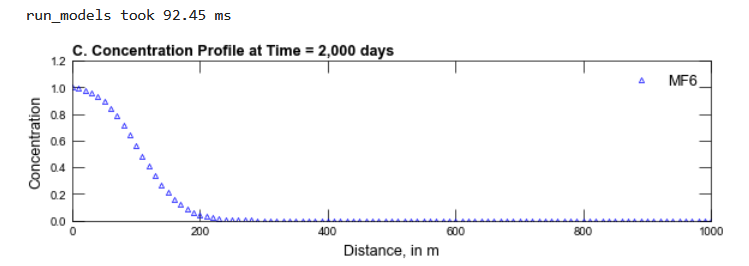 run_models took 92.45 ms
C. Concentration Profile at Time = 2,000 days
1.2
1.0
0.8
0.6
0.4
0.2
0.0
Concentration
MF6
0 200 400 600 800 1000
Distance, in m